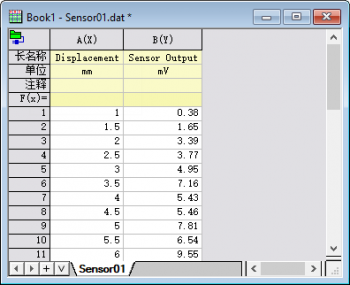 Book1 - Sensor01.dat *
A(X) B(Y)
长名称 Displacement Sensor Output
单位 mm mV
注释
F(x)=
1 1 0.38
2 1.5 1.65
3 2 3.39
4 2.5 3.77
5 3 4.95
6 3.5 7.16
7 4 5.43
8 4.5 5.46
9 5 7.81
10 5.5 6.54
11 6 9.55
Sensor01